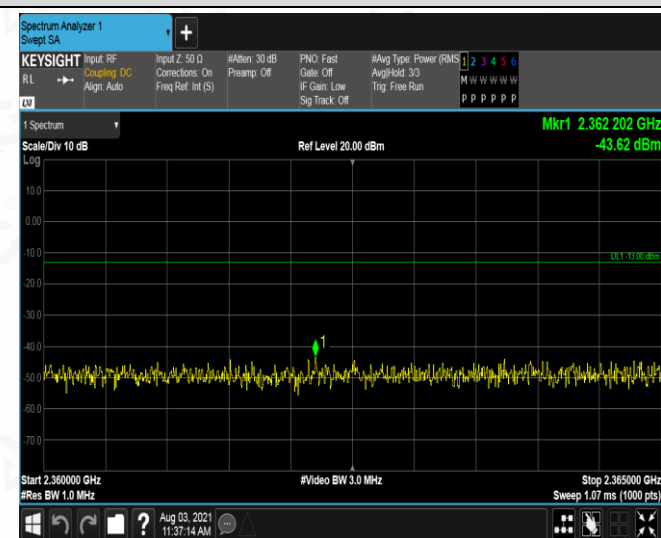 Spectrum Analyzer 1
Swept SA
+
KEYSIGHT
RL
LXI
Input: RF
Coupling: DC
Align: Auto
Input Z: 50 Ω
Corrections: On
Freq Ref: Int (S)
#Atten: 30 dB
Preamp: Off
PNO: Fast
Gate: Off
IF Gain: Low
Sig Track: Off
#Avg Type: Power (RMS
Avg|Hold: 3/3
Trig: Free Run
1 2 3 4 5 6
M W W W W W
P P P P P P
1 Spectrum
Mkr1 2.362 202 GHz
Scale/Div 10 dB
Ref Level 20.00 dBm
-43.62 dBm
Log
10.0
0.00
-10.0
DL1 -13.00 dBm
-20.0
-30.0
-40.0
1
-50.0
-60.0
-70.0
Start 2.360000 GHz
#Video BW 3.0 MHz
Stop 2.365000 GHz
#Res BW 1.0 MHz
Sweep 1.07 ms (1000 pts)
?
Aug 03, 2021
11:37:14 AM